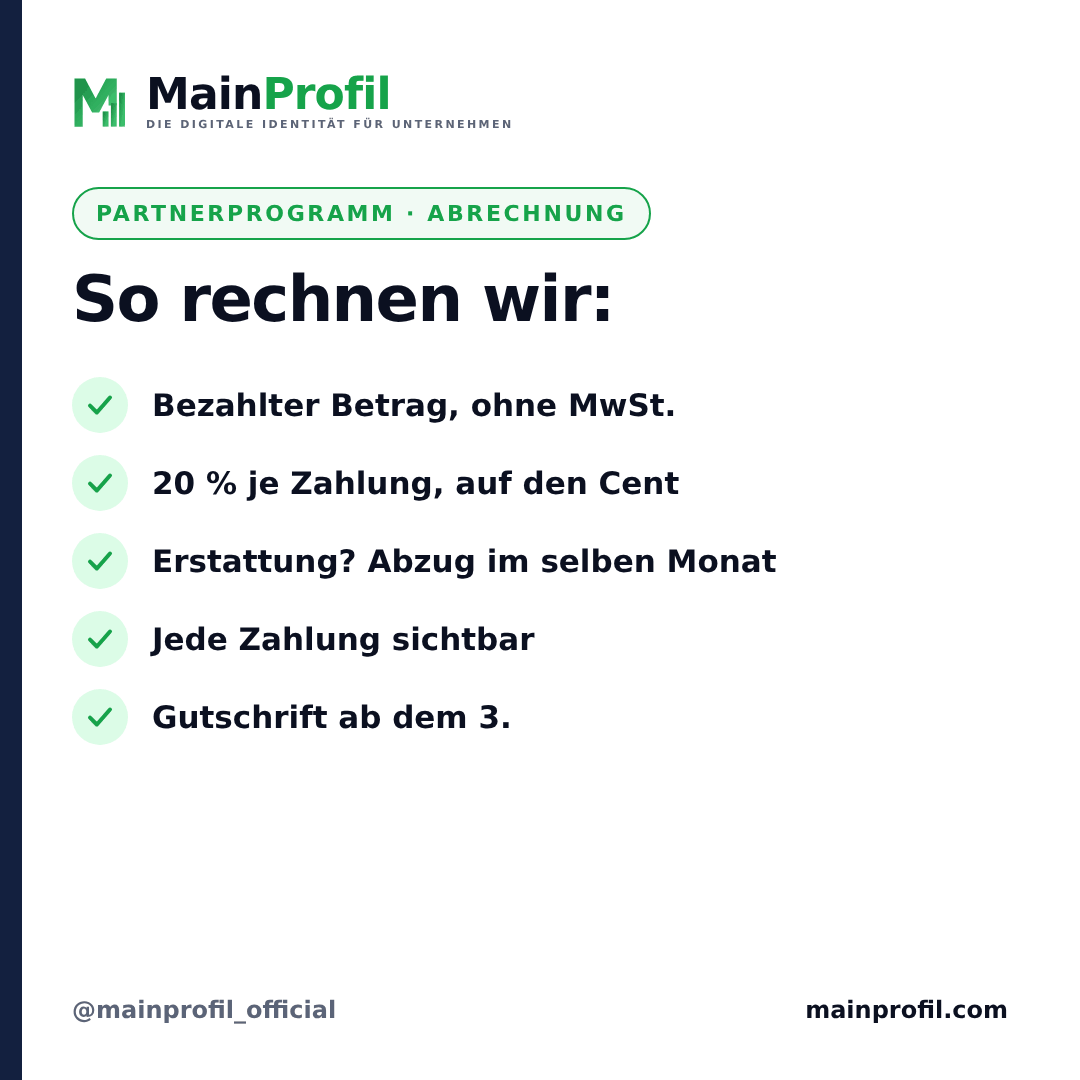 MainProfil
DIE DIGITALE IDENTITÄT FÜR UNTERNEHMEN
PARTNERPROGRAMM · ABRECHNUNG
So rechnen wir:
Bezahlter Betrag, ohne MwSt.
20 % je Zahlung, auf den Cent
Erstattung? Abzug im selben Monat
Jede Zahlung sichtbar
Gutschrift ab dem 3.
@mainprofil_official
mainprofil.com